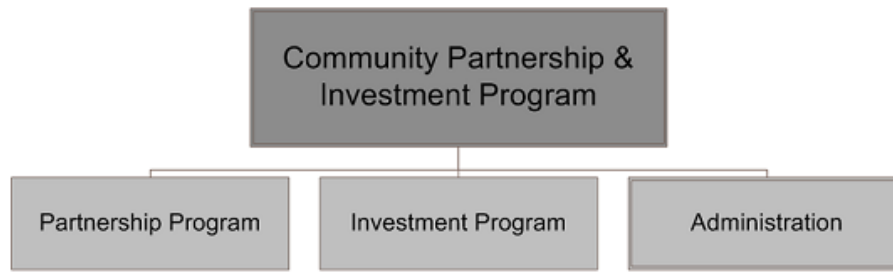 Community Partnership &
Investment Program
Partnership Program
Investment Program
Administration